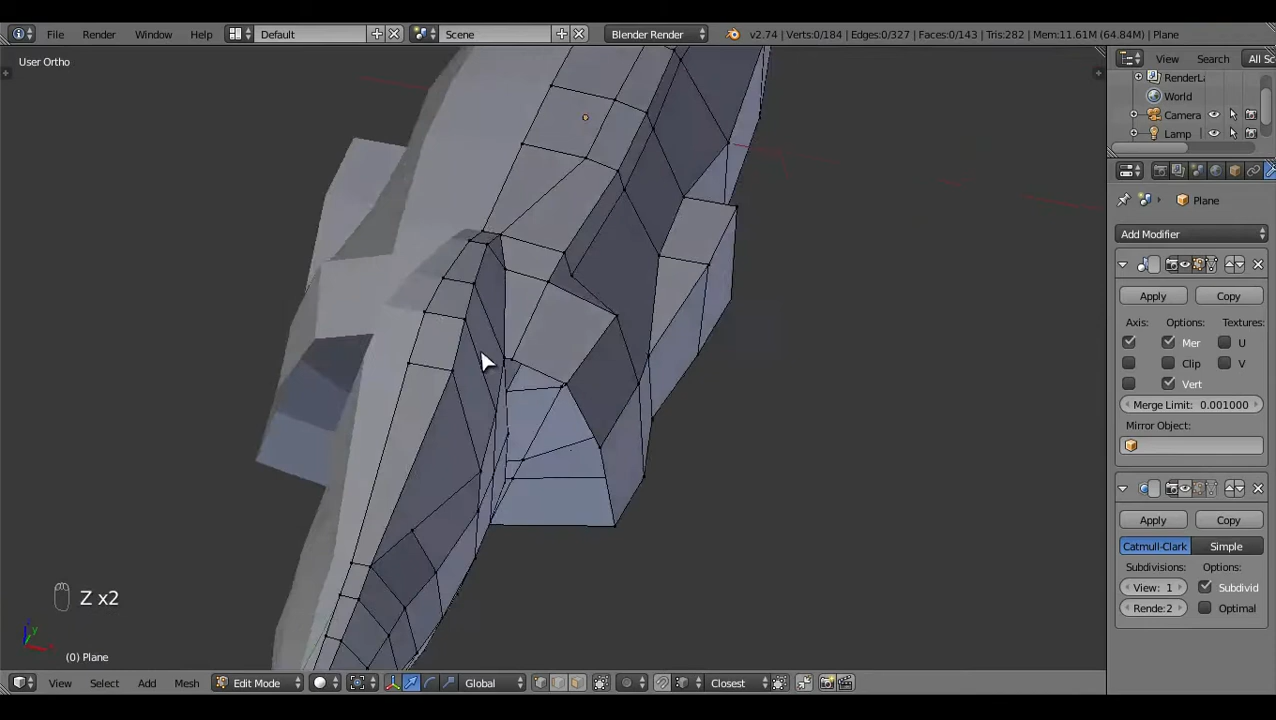 File Render Window Help Default Scene Blender Render v2.74 | Verts:0/184 | Edges:0/327 | Faces:0/143 | Tris:282 | Mem:11.61M (64.84M) | Plane
User Ortho
View Search All Sc
RenderLa
World
Camera
Lamp
Plane
Add Modifier
Apply Copy
Axis: Options: Textures:
Mer U
Clip V
Vert
Merge Limit: 0.001000
Mirror Object:
Apply Copy
Catmull-Clark Simple
Subdivisions: Options:
View: 1 Subdivid
Rende:2 Optimal
Z x2
(0) Plane
View Select Add Mesh Edit Mode Global Closest